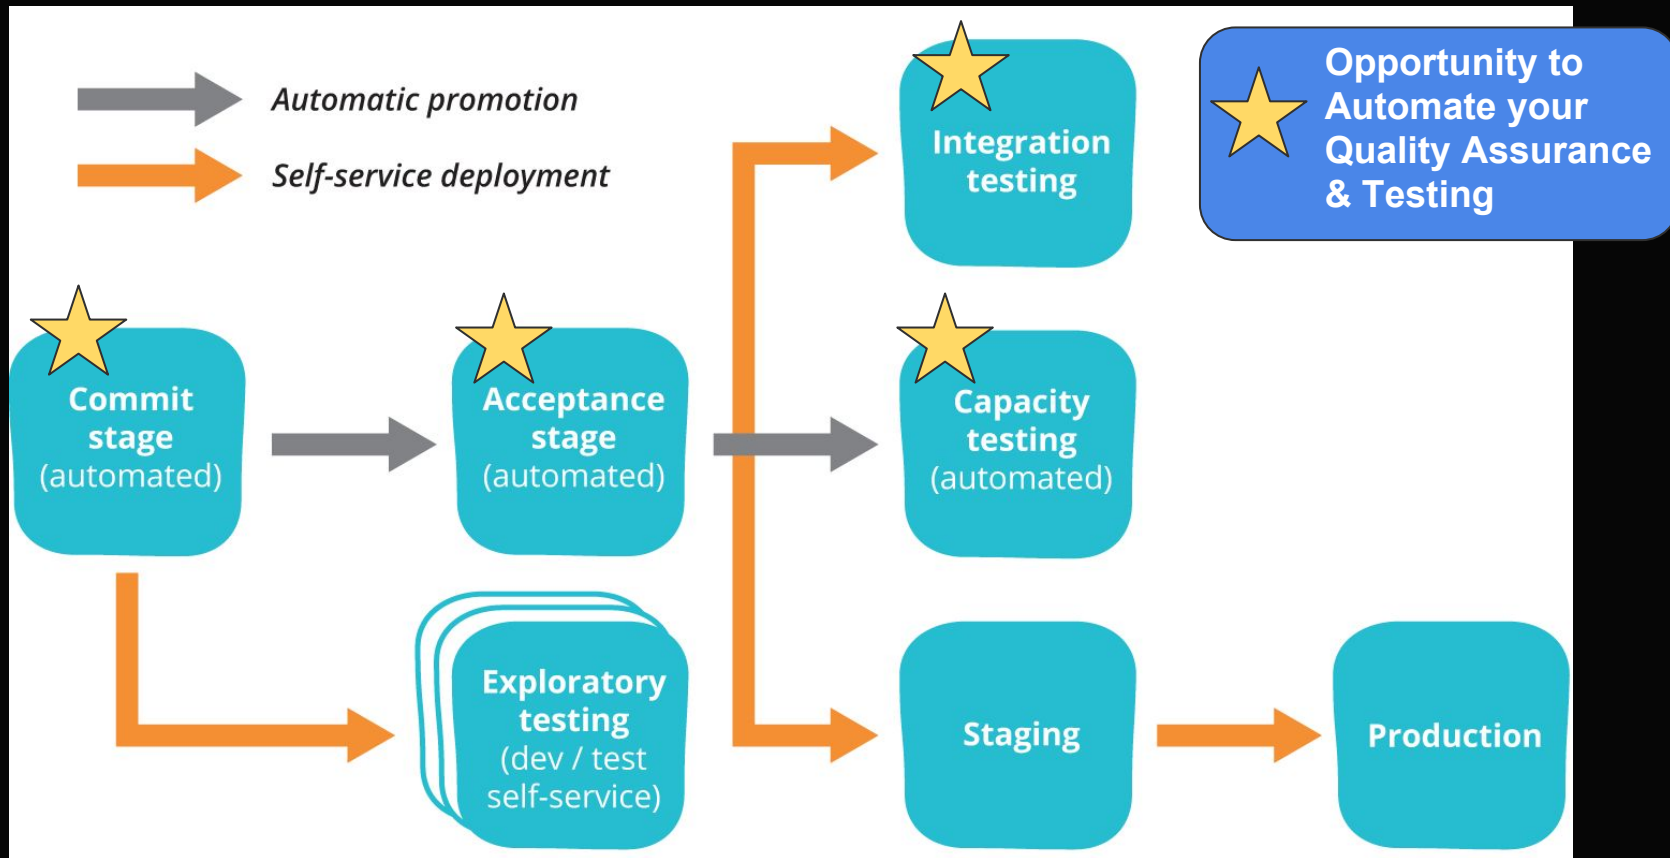 Automatic promotion
Self-service deployment
Integration
testing
Opportunity to
Automate your
Quality Assurance
& Testing
Commit
stage
(automated)
Acceptance
stage
(automated)
Capacity
testing
(automated)
Exploratory
testing
(dev / test
self-service)
Staging
Production